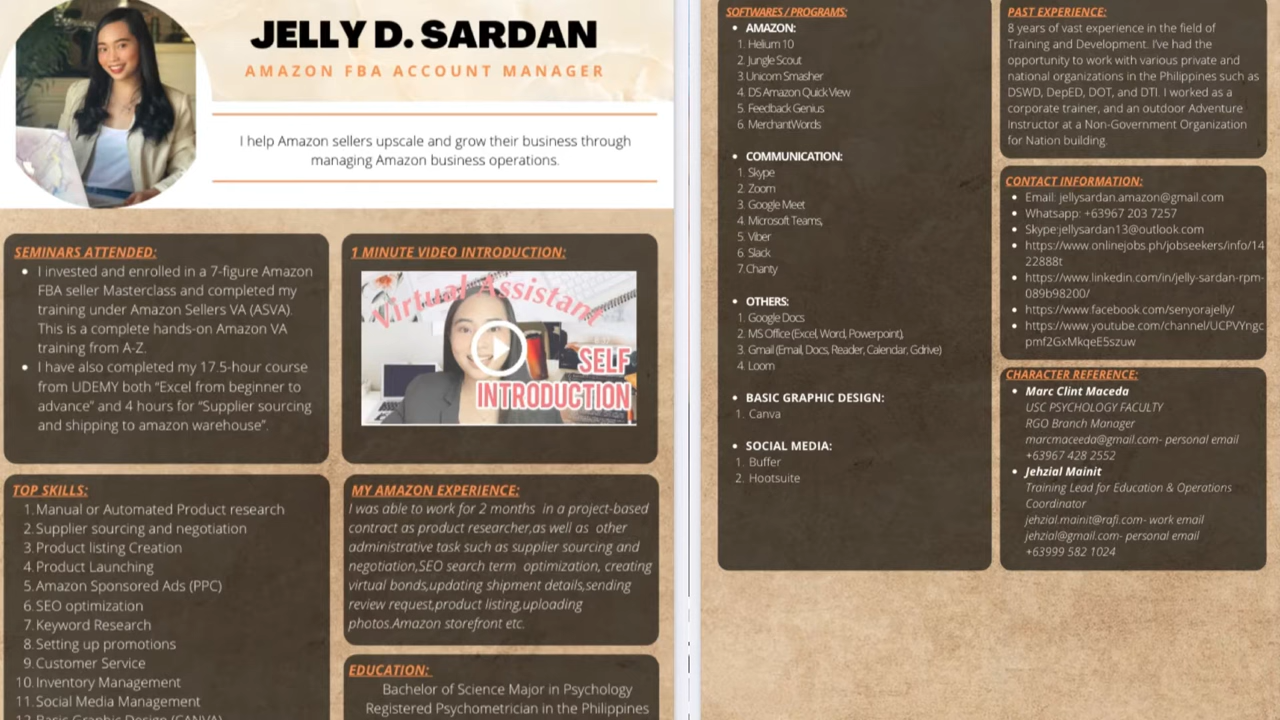 JELLY D. SARDAN
AMAZON FBA ACCOUNT MANAGER
I help Amazon sellers upscale and grow their business through
managing Amazon business operations.
SEMINARS ATTENDED:
• I invested and enrolled in a 7-figure Amazon
FBA seller Masterclass and completed my
training under Amazon Sellers VA (ASVA).
This is a complete hands-on Amazon VA
training from A-Z.
• I have also completed my 17.5-hour course
from UDEMY both "Excel from beginner to
advance" and 4 hours for "Supplier sourcing
and shipping to amazon warehouse".
1 MINUTE VIDEO INTRODUCTION:
Virtual Assistant
SELF
INTRODUCTION
TOP SKILLS:
1. Manual or Automated Product research
2. Supplier sourcing and negotiation
3. Product listing Creation
4. Product Launching
5. Amazon Sponsored Ads (PPC)
6. SEO optimization
7. Keyword Research
8. Setting up promotions
9. Customer Service
10. Inventory Management
11. Social Media Management
12. Basic Graphic Design (CANVA)
MY AMAZON EXPERIENCE:
I was able to work for 2 months in a project-based
contract as product researcher,as well as other
administrative task such as supplier sourcing and
negotiation,SEO search term optimization, creating
virtual bonds,updating shipment details,sending
review request,product listing,uploading
photos.Amazon storefront etc.
EDUCATION:
Bachelor of Science Major in Psychology
Registered Psychometrician in the Philippines
SOFTWARES / PROGRAMS:
• AMAZON:
1. Helium 10
2. Jungle Scout
3. Unicorn Smasher
4. DS Amazon Quick View
5. Feedback Genius
6. MerchantWords
• COMMUNICATION:
1. Skype
2. Zoom
3. Google Meet
4. Microsoft Teams,
5. Viber
6. Slack
7. Chanty
• OTHERS:
1. Google Docs
2. MS Office (Excel, Word, Powerpoint),
3. Gmail (Email, Docs, Reader, Calendar, Gdrive)
4. Loom
• BASIC GRAPHIC DESIGN:
1. Canva
• SOCIAL MEDIA:
1. Buffer
2. Hootsuite
PAST EXPERIENCE:
8 years of vast experience in the field of
Training and Development. I've had the
opportunity to work with various private and
national organizations in the Philippines such as
DSWD, DepED, DOT, and DTI. I worked as a
corporate trainer, and an outdoor Adventure
Instructor at a Non-Government Organization
for Nation building.
CONTACT INFORMATION:
• Email: jellysardan.amazon@gmail.com
• Whatsapp: +63967 203 7257
• Skype:jellysardan13@outlook.com
• https://www.onlinejobs.ph/jobseekers/info/14
22888t
• https://www.linkedin.com/in/jelly-sardan-rpm-
089b98200/
• https://www.facebook.com/senyorajelly/
• https://www.youtube.com/channel/UCPVYngc
pmf2GxMkqeE5szuw
CHARACTER REFERENCE:
• Marc Clint Maceda
USC PSYCHOLOGY FACULTY
RGO Branch Manager
marcmaceda@gmail.com- personal email
+63967 428 2552
• Jehzial Mainit
Training Lead for Education & Operations
Coordinator
jehzial.mainit@rafi.com- work email
jehzial@gmail.com- personal email
+63999 582 1024